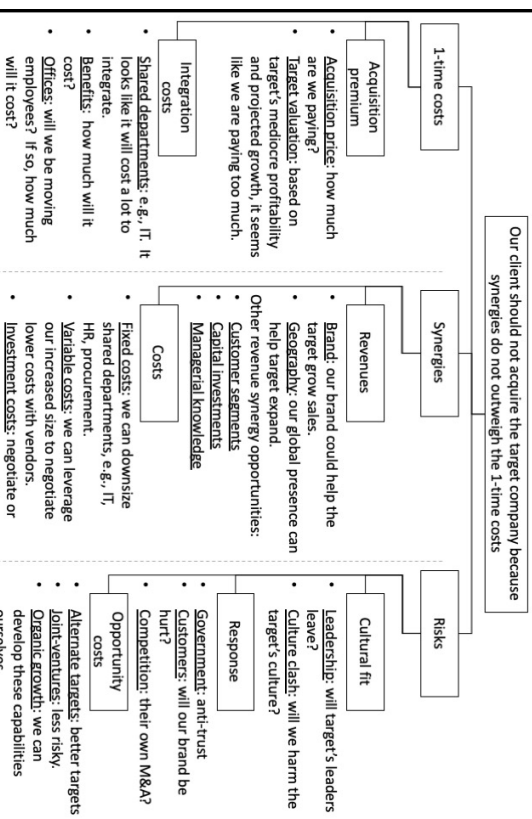 Our client should not acquire the target company because
synergies do not outweigh the 1-time costs
1-time costs
Acquisition
premium
• Acquisition price: how much
are we paying?
• Target valuation: based on
target's mediocre profitability
and projected growth, it seems
like we are paying too much.
Integration
costs
• Shared departments: e.g., IT. It
looks like it will cost a lot to
integrate.
• Benefits: how much will it
cost?
• Offices: will we be moving
employees? If so, how much
will it cost?
Synergies
Revenues
• Brand: our brand could help the
target grow sales.
• Geography: our global presence can
help target expand.
Other revenue synergy opportunities:
• Customer segments
• Capital investments
• Managerial knowledge
Costs
• Fixed costs: we can downsize
shared departments, e.g., IT,
HR, procurement.
• Variable costs: we can leverage
our increased size to negotiate
lower costs with vendors.
• Investment costs: negotiate or
Risks
Cultural fit
• Leadership: will target's leaders
leave?
• Culture clash: will we harm the
target's culture?
Response
• Government: anti-trust
• Customers: will our brand be
hurt?
• Competition: their own M&A?
Opportunity
costs
• Alternate targets: better targets
• Joint-ventures: less risky.
• Organic growth: we can
develop these capabilities